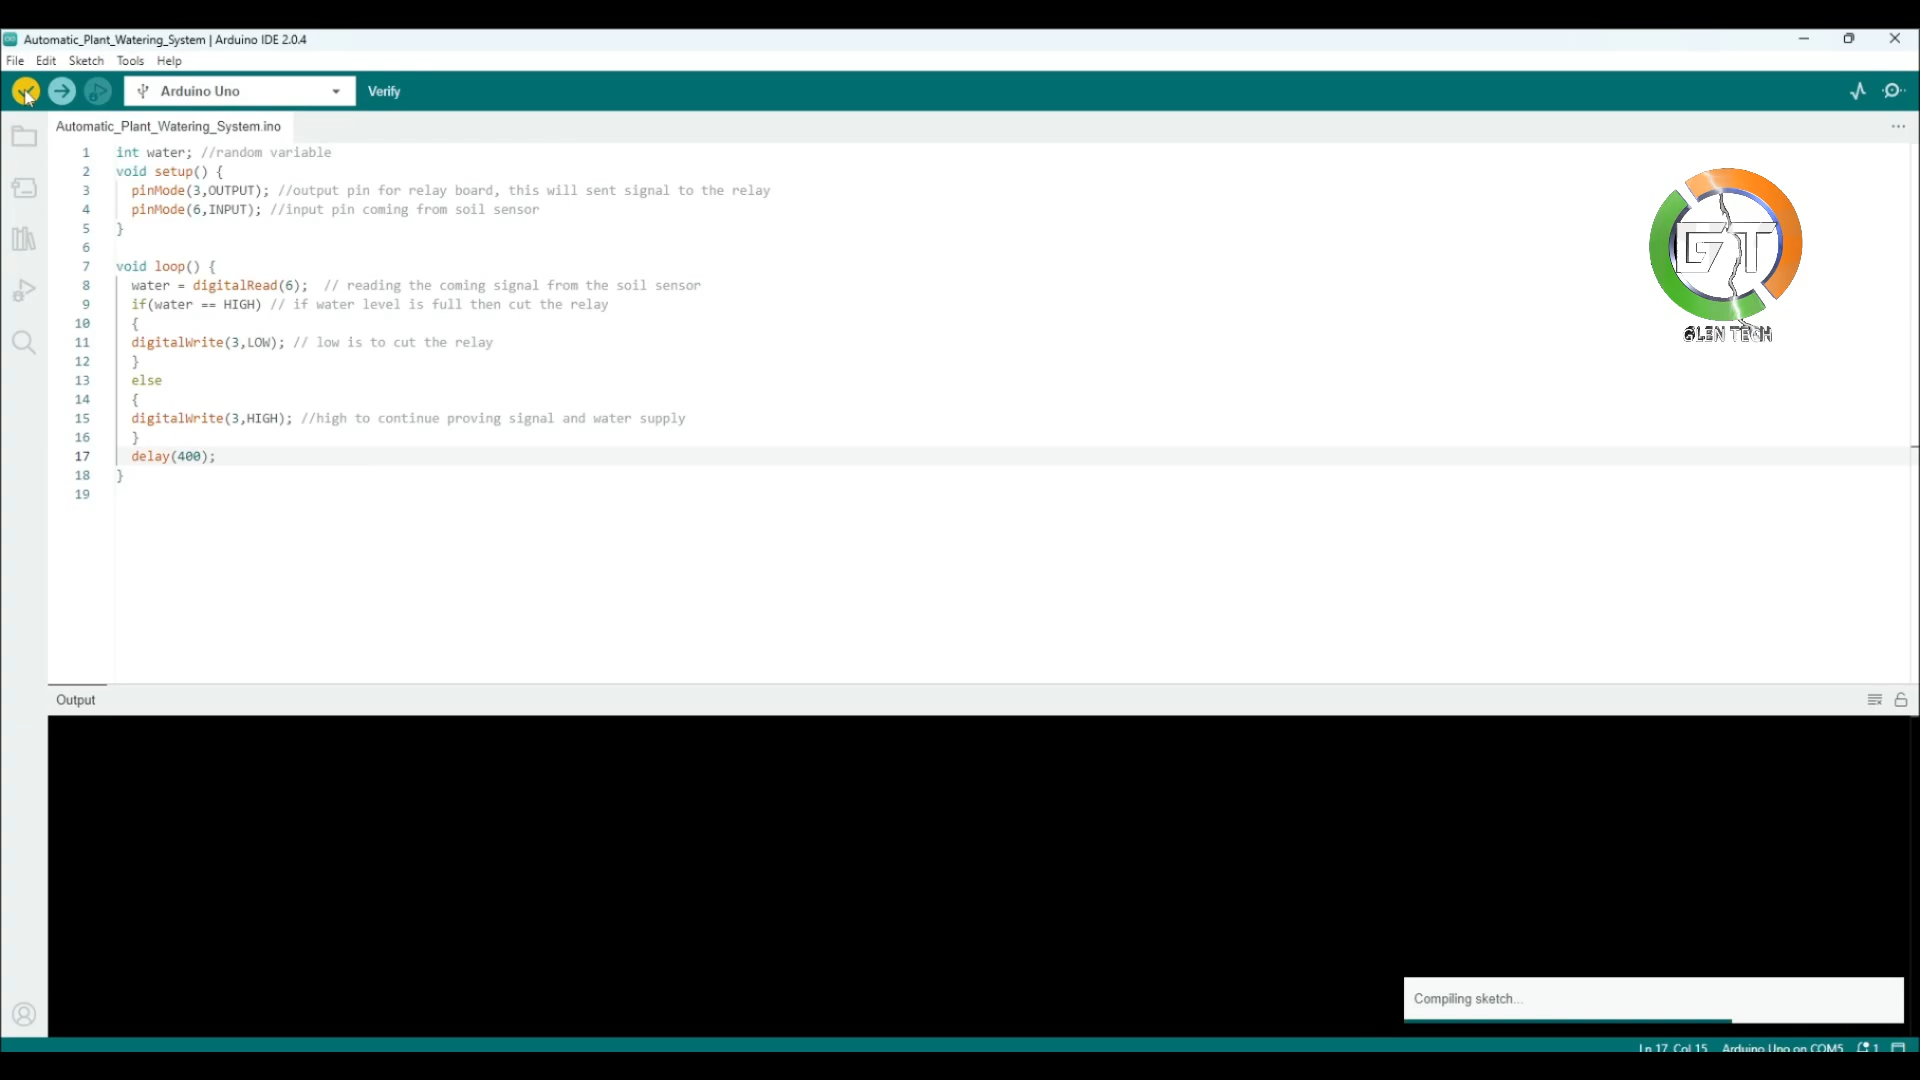 Automatic_Plant_Watering_System | Arduino IDE 2.0.4
File Edit Sketch Tools Help
Arduino Uno Verify
Automatic_Plant_Watering_System.ino
1 int water; //random variable
2 void setup() {
3 pinMode(3,OUTPUT); //output pin for relay board, this will sent signal to the relay
4 pinMode(6,INPUT); //input pin coming from soil sensor
5 }
6
7 void loop() {
8 water = digitalRead(6); // reading the coming signal from the soil sensor
9 if(water == HIGH) // if water level is full then cut the relay
10 {
11 digitalWrite(3,LOW); // low is to cut the relay
12 }
13 else
14 {
15 digitalWrite(3,HIGH); //high to continue proving signal and water supply
16 }
17 delay(400);
18 }
19
GT
GLEN TECH
Output
Compiling sketch...
Ln 17, Col 15 Arduino Uno on COM5 1